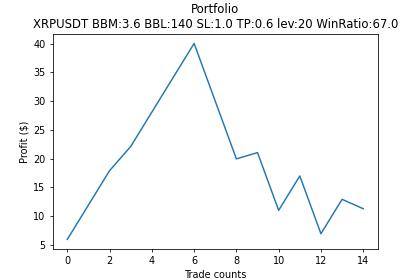 Portfolio
XRPUSDT BBM:3.6 BBL:140 SL:1.0 TP:0.6 lev:20 WinRatio:67.0
40
35
30
25
20
15
10
5
Profit ($)
0 2 4 6 8 10 12 14
Trade counts